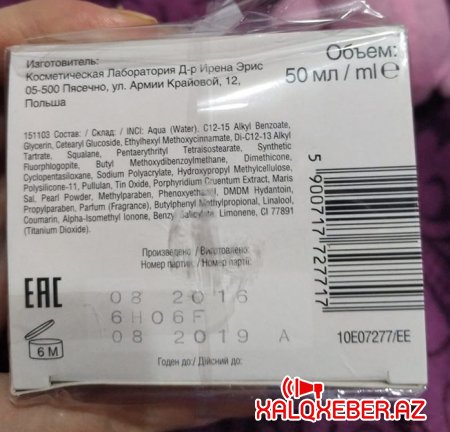 Изготовитель:
Косметическая Лаборатория Д-р Ирена Эрис
05-500 Пясечно, ул. Армии Крайовой, 12,
Польша
Объем:
50 мл / ml ℮
151103 Состав: / Склад: / INCI: Aqua (Water), C12-15 Alkyl Benzoate,
Glycerin, Cetearyl Glucoside, Ethylhexyl Methoxycinnamate, Di-C12-13 Alkyl
Tartrate, Squalane, Pentaerythrityl Tetraisostearate, Synthetic
Fluorphlogopite, Butyl Methoxydibenzoylmethane, Dimethicone,
Cyclopentasiloxane, Sodium Polyacrylate, Hydroxypropyl Methylcellulose,
Polysilicone-11, Pullulan, Tin Oxide, Porphyridium Cruentum Extract, Maris
Sal, Pearl Powder, Methylparaben, Phenoxyethanol, DMDM Hydantoin,
Propylparaben, Parfum (Fragrance), Butylphenyl Methylpropional, Linalool,
Coumarin, Alpha-Isomethyl Ionone, Benzyl Salicylate, Limonene, CI 77891
(Titanium Dioxide).
5 900717 727717
Произведено / Виготовлено:
Номер партии: / Номер партії:
EAC
08 2016
6H06F
08 2019 A
6 M
10E07277/EE
Годен до:/ Дійсний до:
XALQXEBER.AZ